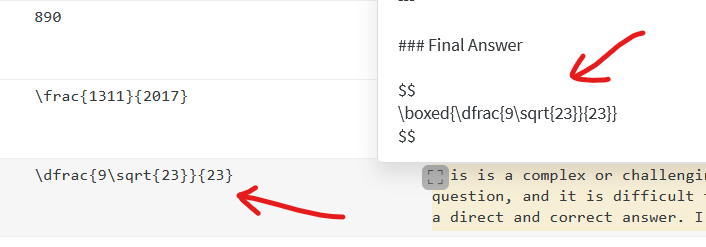 890
\frac{1311}{2017}
\dfrac{9\sqrt{23}}{23}
### Final Answer
$$
\boxed{\dfrac{9\sqrt{23}}{23}}
$$
is is a complex or challengin
question, and it is difficult
a direct and correct answer. I